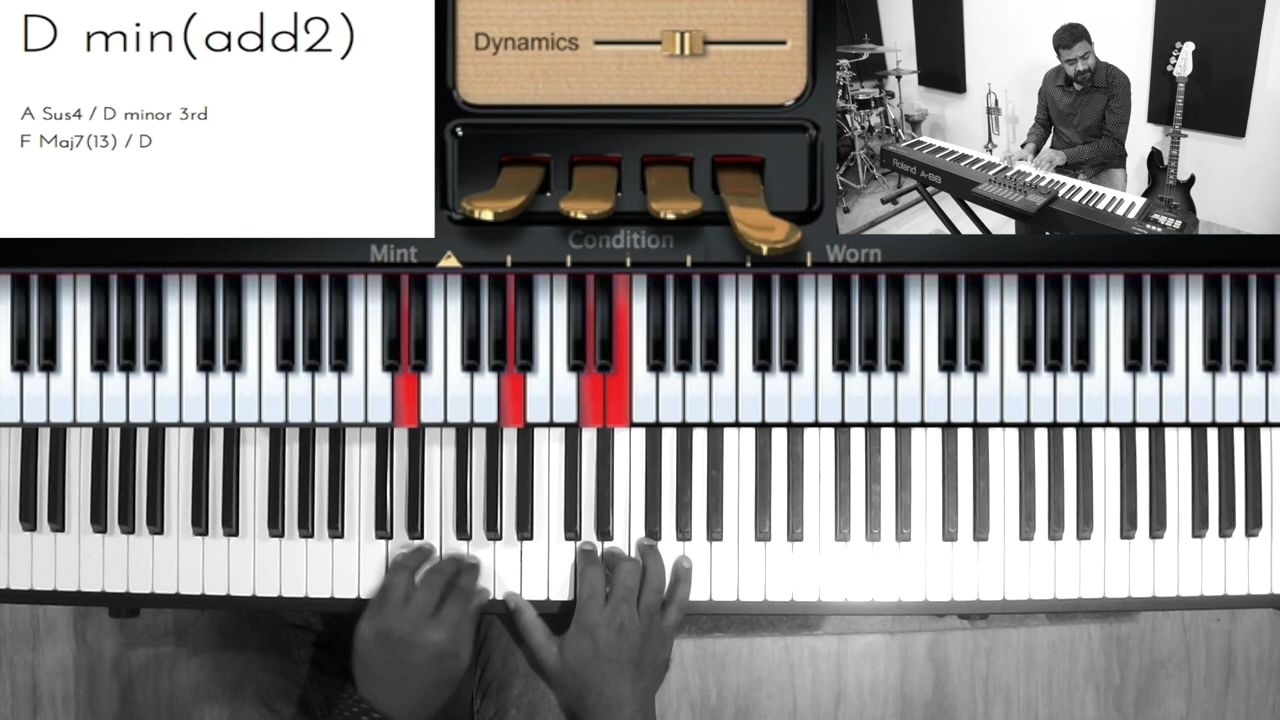 D min(add2)
A Sus4 / D minor 3rd
F Maj7(13) / D
Dynamics
Roland A-88
Mint
Condition
Worn